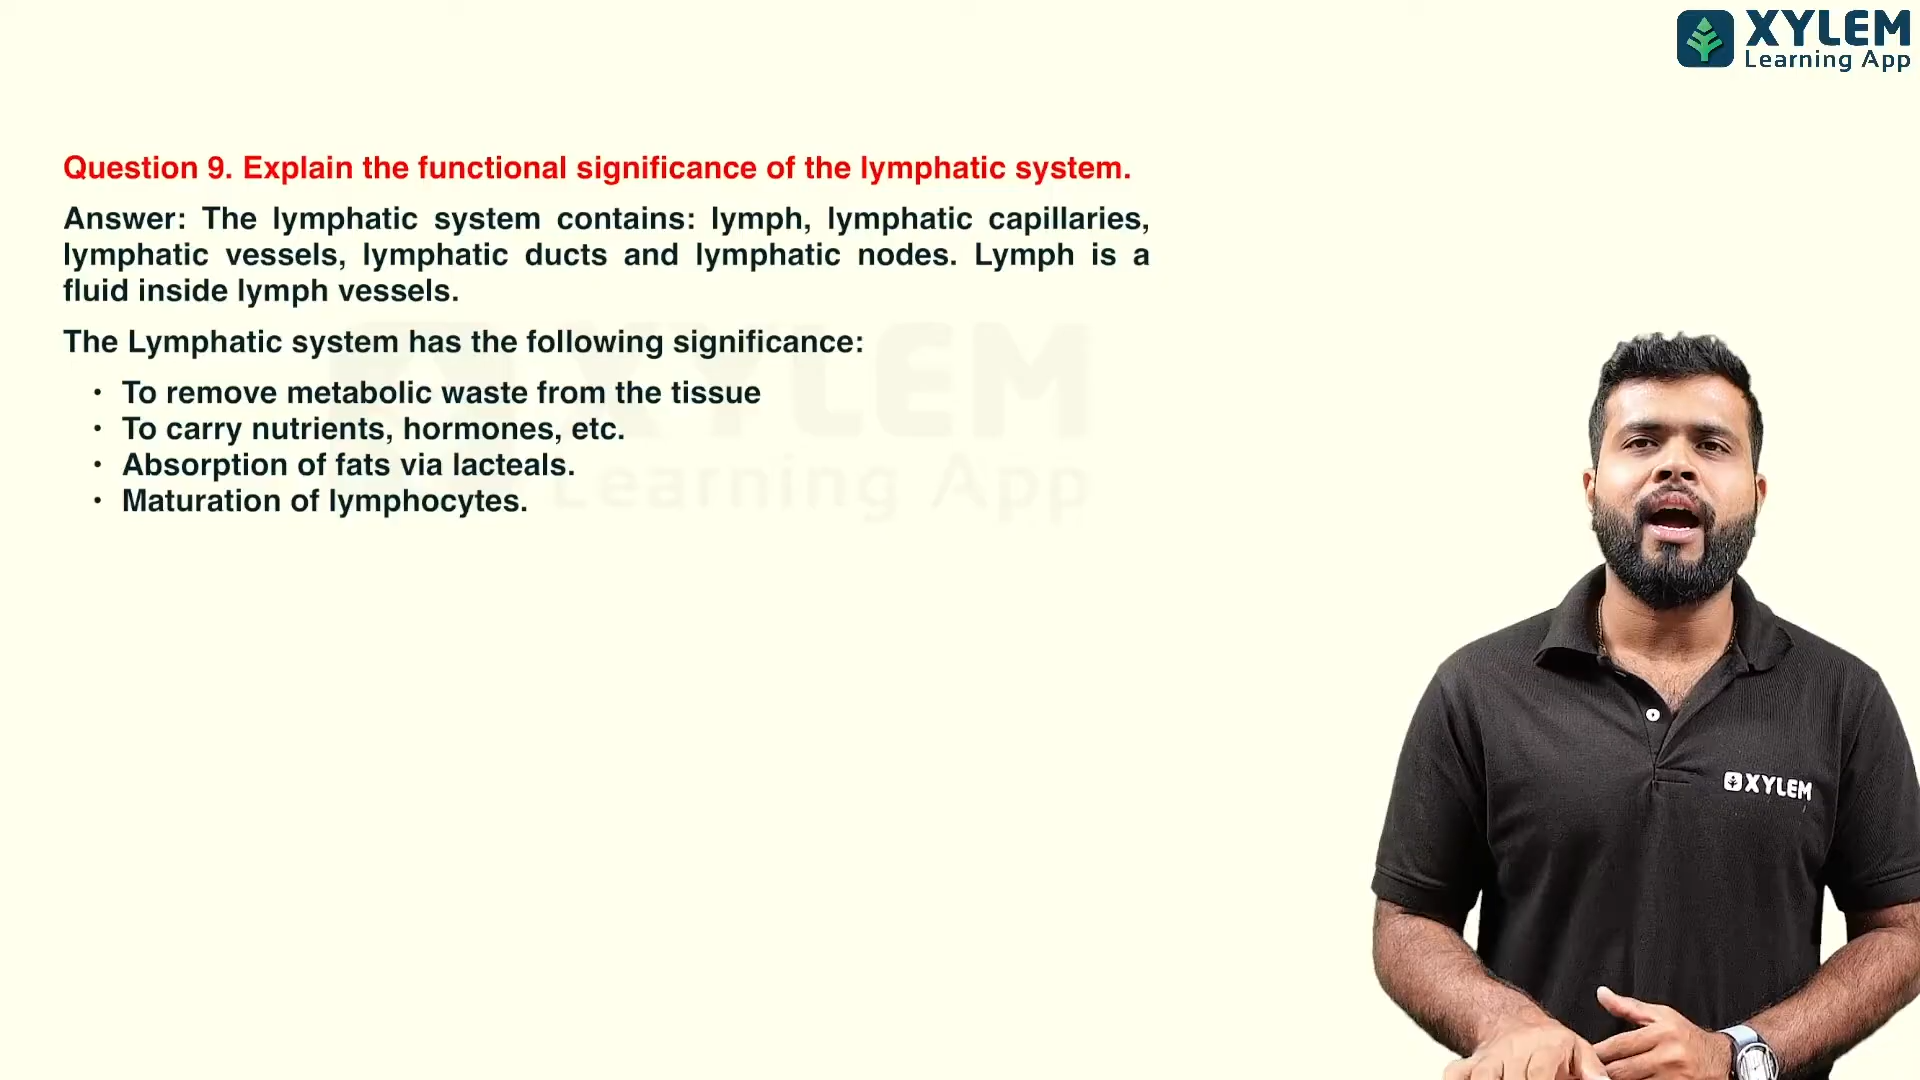 XYLEM
Learning App
Question 9. Explain the functional significance of the lymphatic system.
Answer: The lymphatic system contains: lymph, lymphatic capillaries,
lymphatic vessels, lymphatic ducts and lymphatic nodes. Lymph is a
fluid inside lymph vessels.
The Lymphatic system has the following significance:
• To remove metabolic waste from the tissue
• To carry nutrients, hormones, etc.
• Absorption of fats via lacteals.
• Maturation of lymphocytes.
XYLEM
Learning App
XYLEM